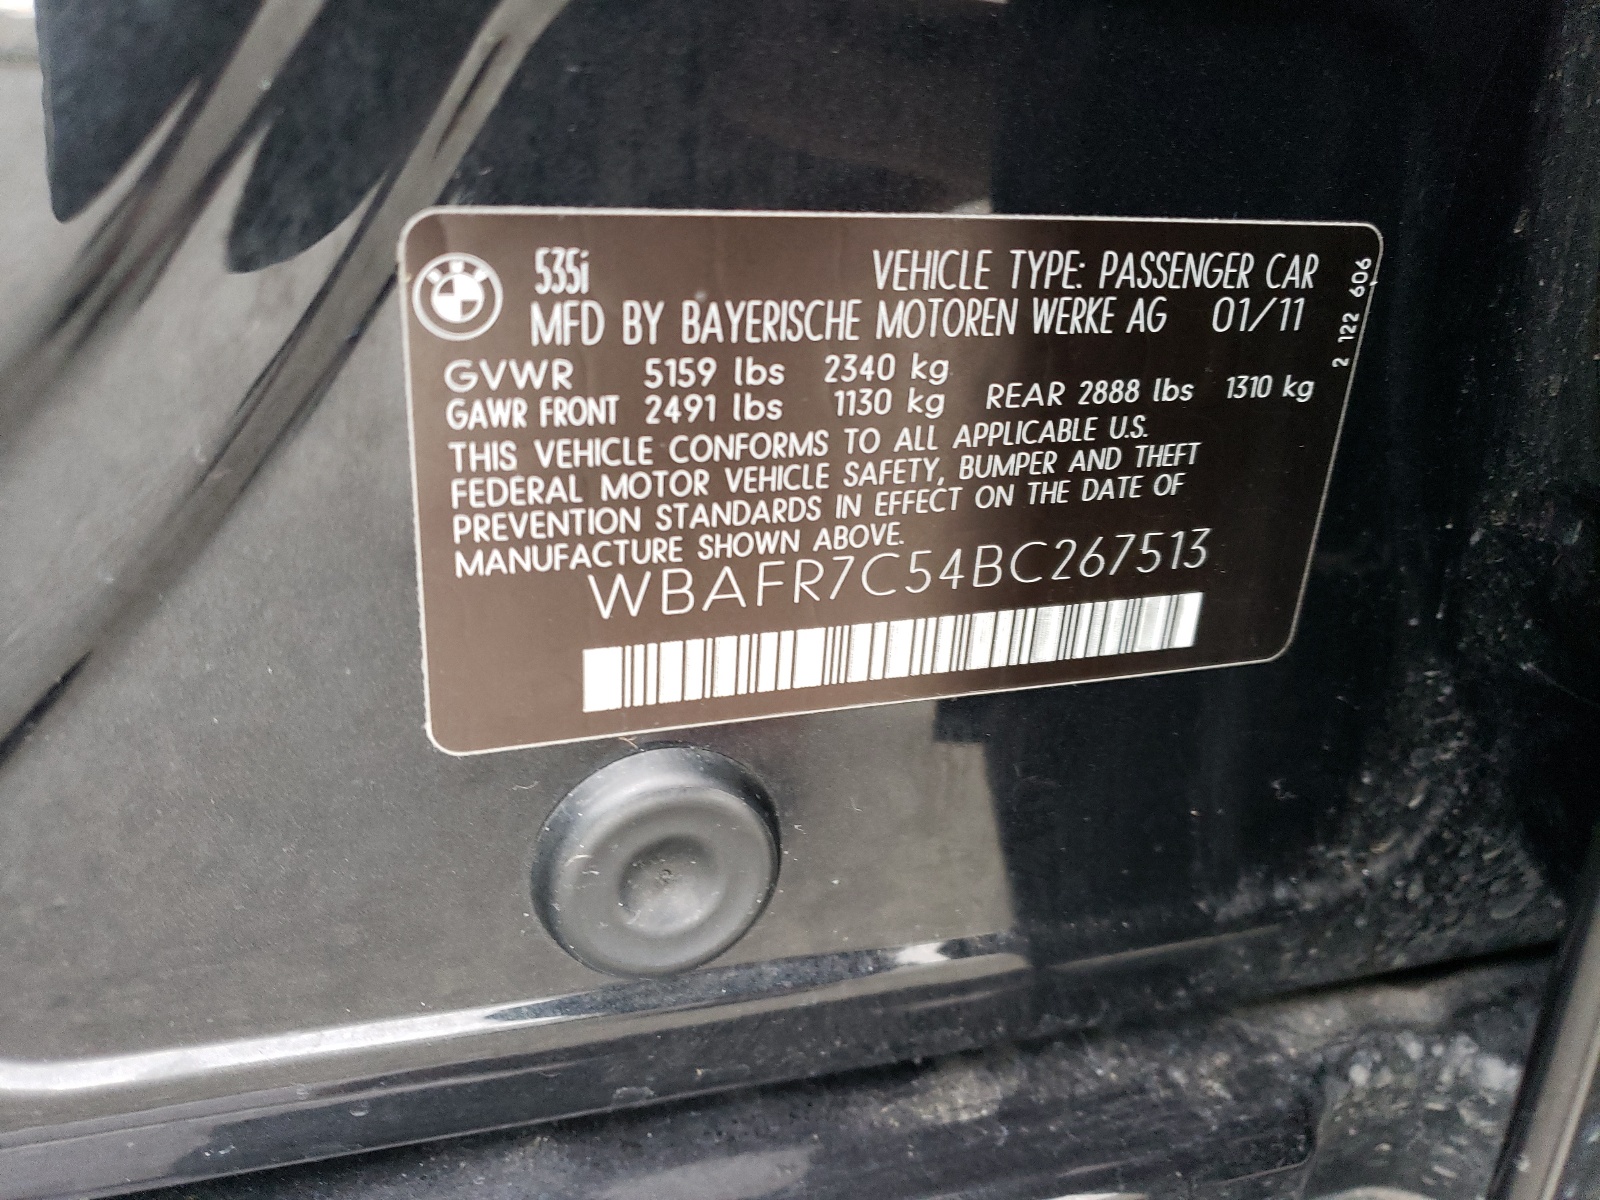 535i VEHICLE TYPE: PASSENGER CAR
MFD BY BAYERISCHE MOTOREN WERKE AG 01/11
GVWR 5159 lbs 2340 kg
GAWR FRONT 2491 lbs 1130 kg REAR 2888 lbs 1310 kg
THIS VEHICLE CONFORMS TO ALL APPLICABLE U.S.
FEDERAL MOTOR VEHICLE SAFETY, BUMPER AND THEFT
PREVENTION STANDARDS IN EFFECT ON THE DATE OF
MANUFACTURE SHOWN ABOVE.
WBAFR7C54BC267513
2 122 606